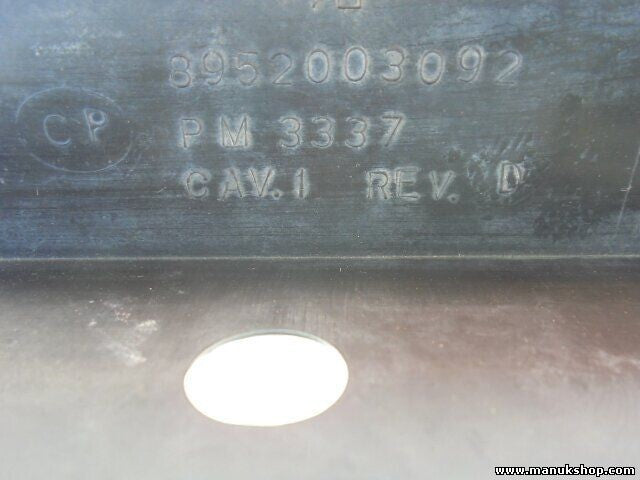 8952003092
CP PM 3337
CAV.1 REV. D
www.manukshop.com